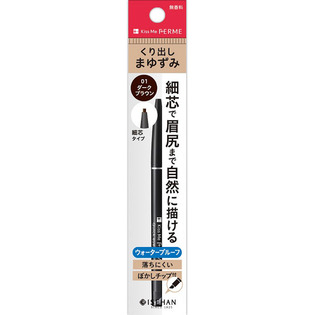 無香料
Kiss Me FERME
くり出し
まゆずみ
01
ダーク
ブラウン
細芯
タイプ
細芯で眉尻まで自然に描ける
Kiss Me
ウォータープルーフ
落ちにくい
ぼかしチップ付
ISEHAN